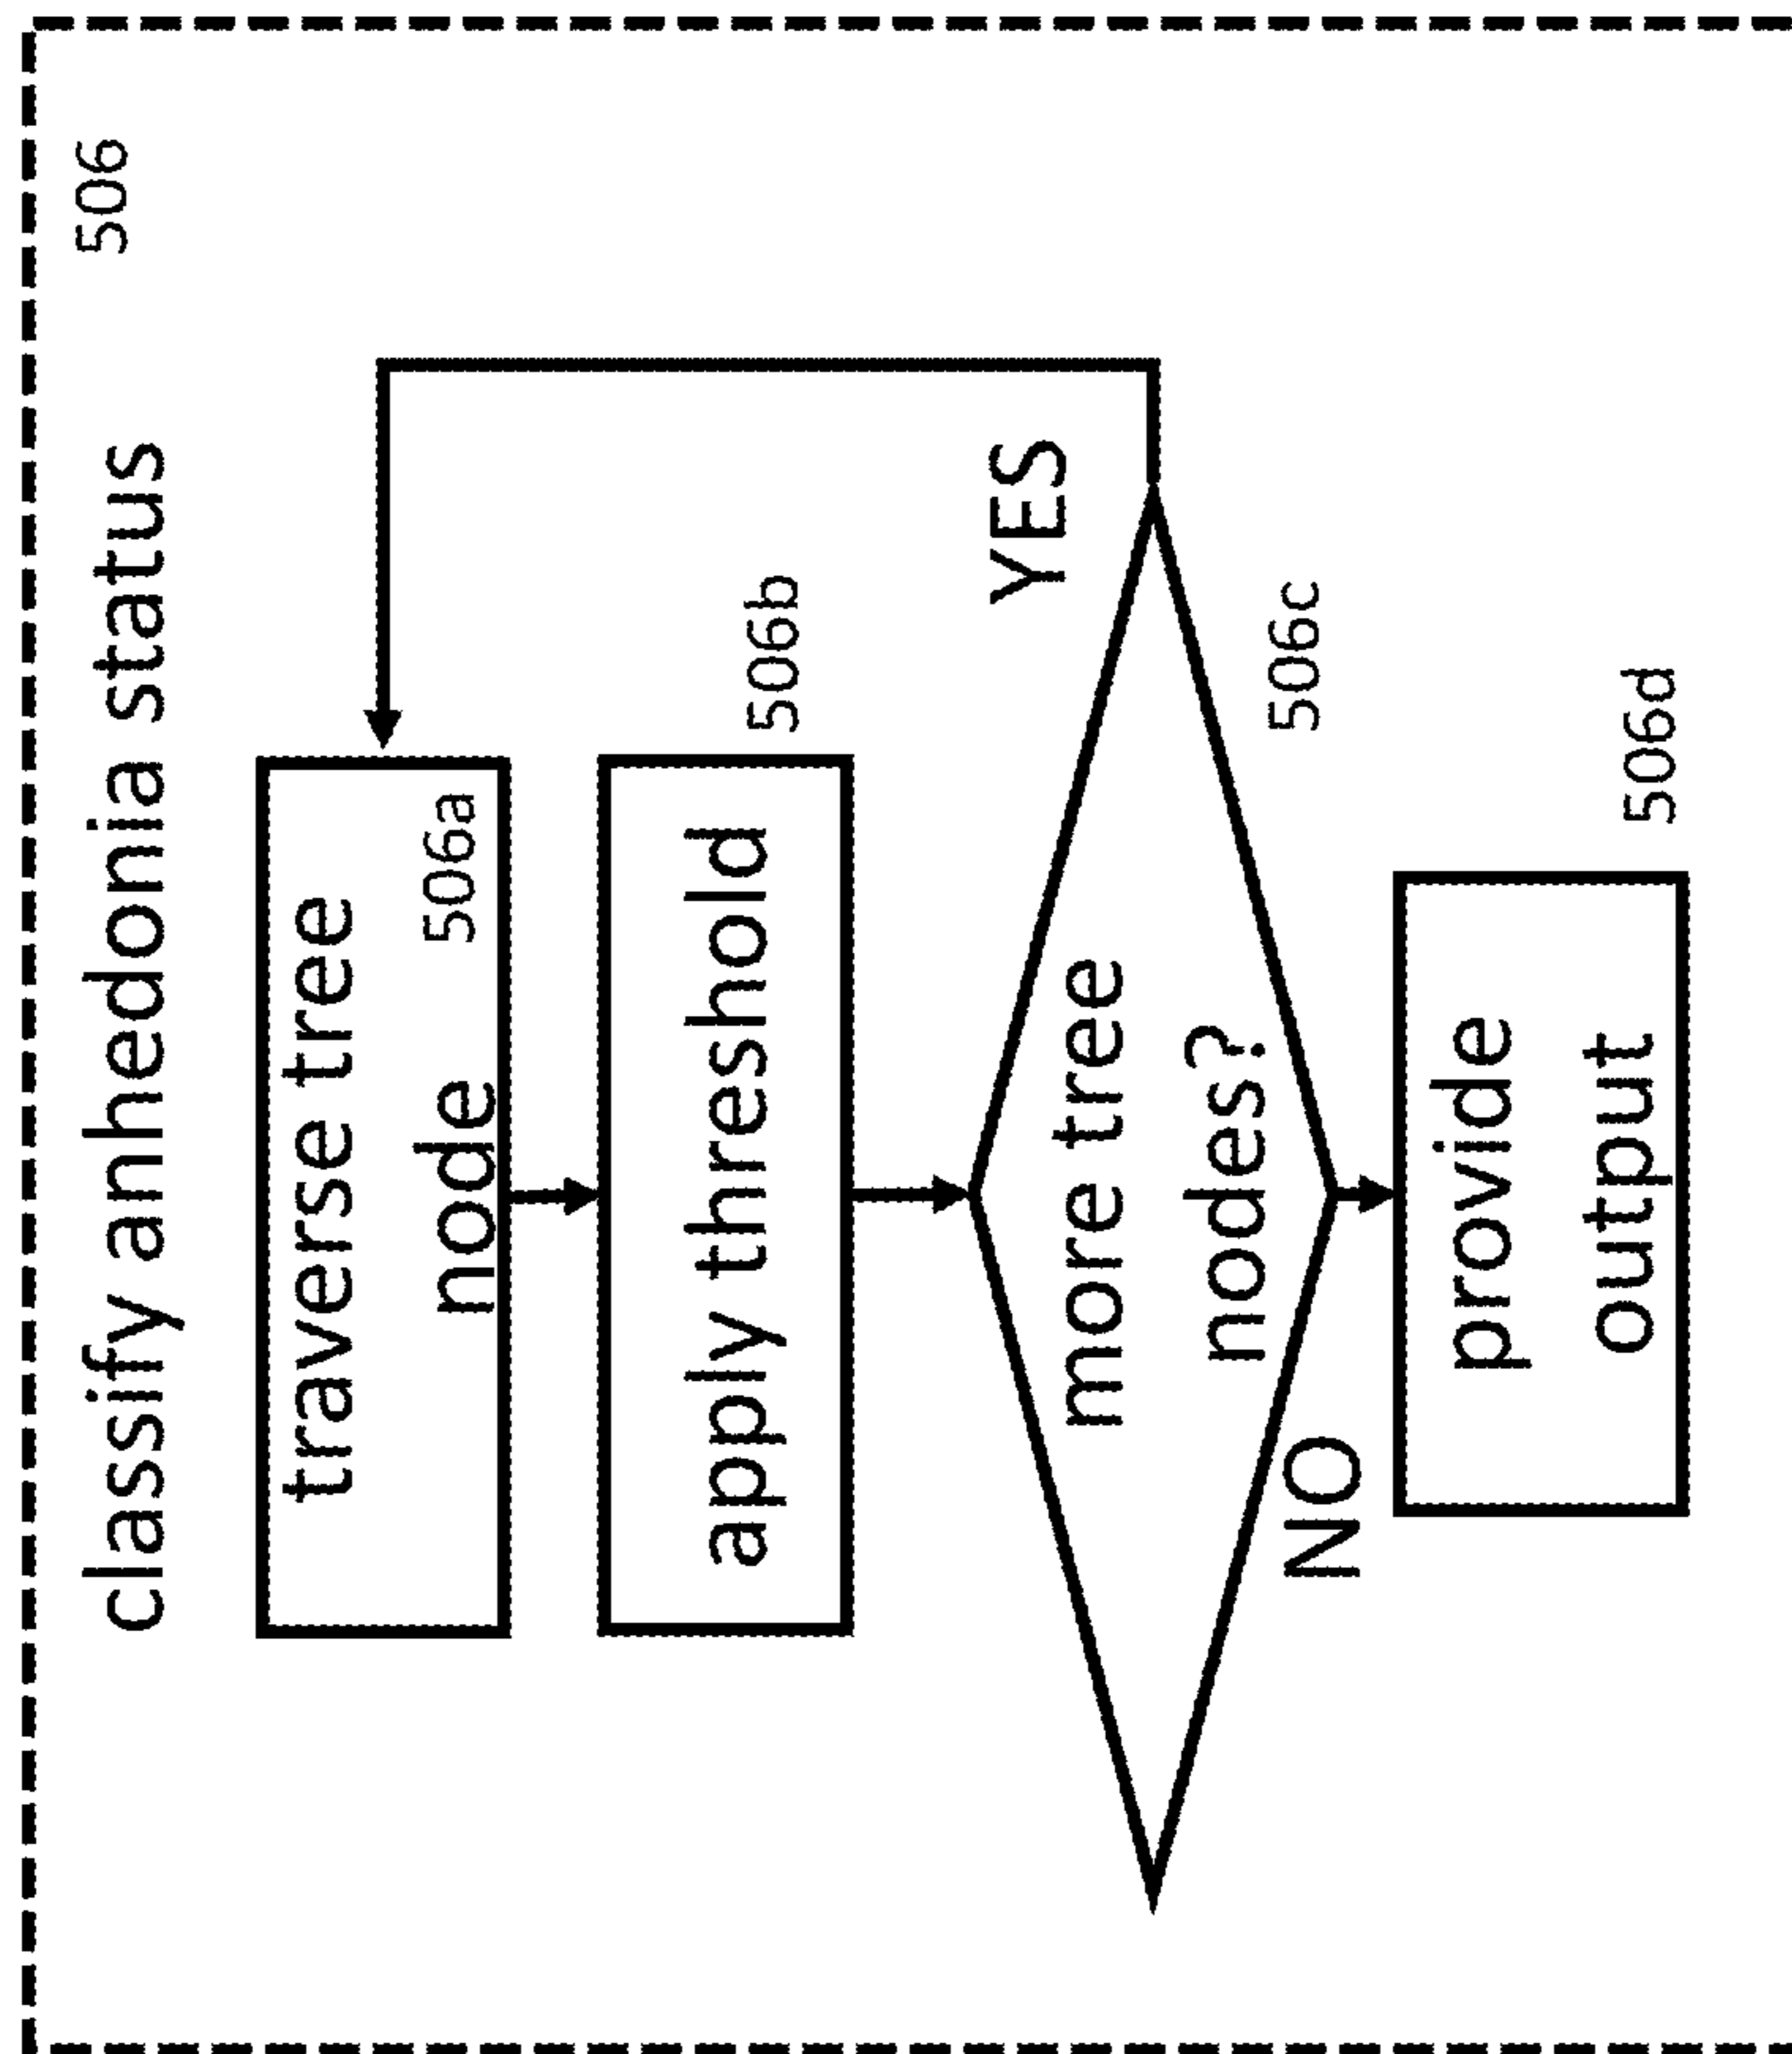 506
classify anhedonia status
traverse tree
node
506a
apply threshold
506b
YES
more tree
nodes?
506c
NO
provide
output
506d